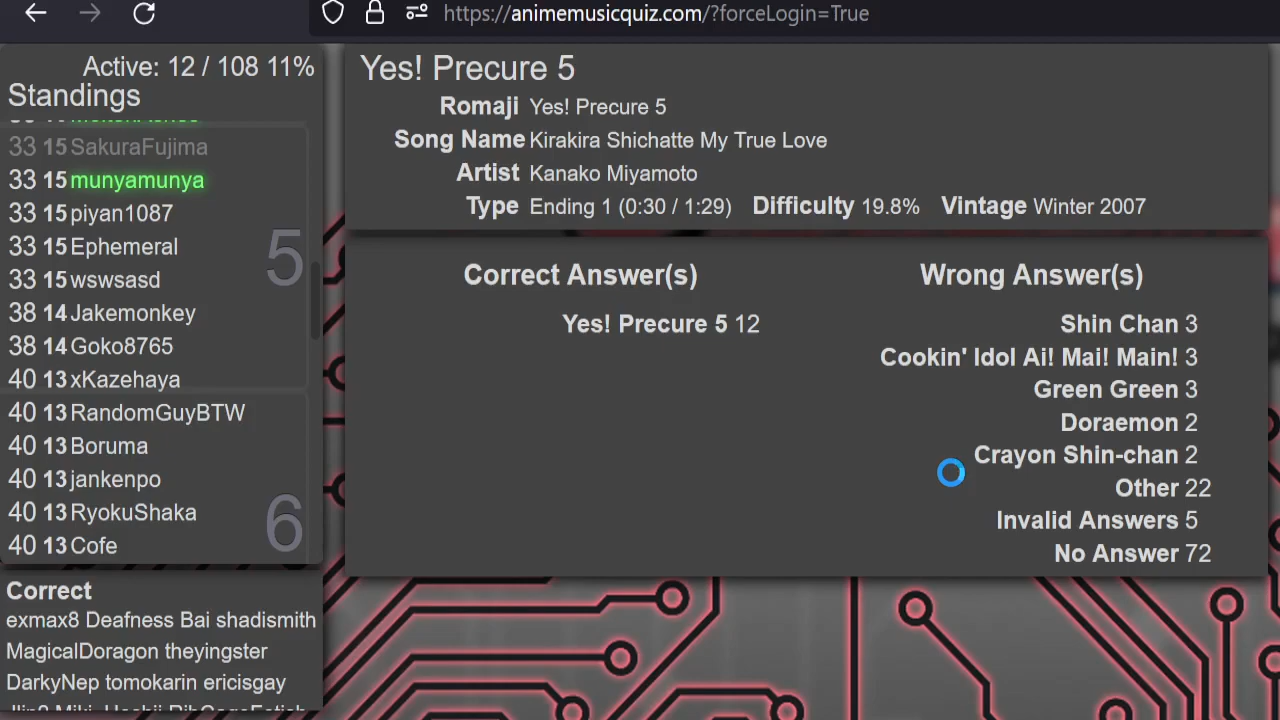 https://animemusicquiz.com/?forceLogin=True
Active: 12 / 108 11%
Standings
33 15 SakuraFujima
33 15 munyamunya
33 15 piyan1087
33 15 Ephemeral
5
33 15 wswsasd
38 14 Jakemonkey
38 14 Goko8765
40 13 xKazehaya
40 13 RandomGuyBTW
40 13 Boruma
40 13 jankenpo
40 13 RyokuShaka
6
40 13 Cofe
Correct
exmax8 Deafness Bai shadismith
MagicalDoragon theyingster
DarkyNep tomokarin ericisgay
Yes! Precure 5
Romaji Yes! Precure 5
Song Name Kirakira Shichatte My True Love
Artist Kanako Miyamoto
Type Ending 1 (0:30 / 1:29) Difficulty 19.8% Vintage Winter 2007
Correct Answer(s)
Yes! Precure 5 12
Wrong Answer(s)
Shin Chan 3
Cookin' Idol Ai! Mai! Main! 3
Green Green 3
Doraemon 2
Crayon Shin-chan 2
Other 22
Invalid Answers 5
No Answer 72